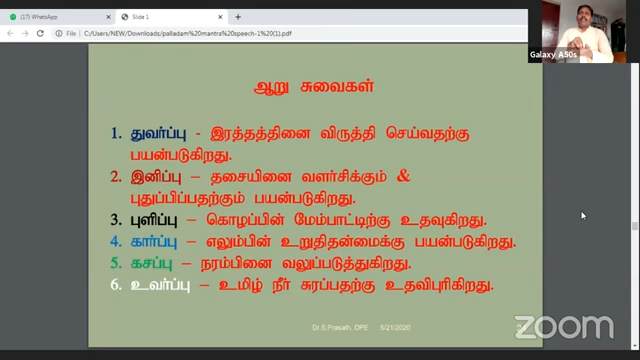 (17) WhatsApp
Slide 1
File
C:/Users/NEW/Downloads/palladam%20mantra%20speech-1%20(1).pdf
Galaxy A50s
ஆறு சுவைகள்
1. துவர்ப்பு - இரத்தத்தினை விருத்தி செய்வதற்கு
பயன்படுகிறது.
2. இனிப்பு – தசையினை வளர்சிக்கும் &
புதுப்பிப்பதற்கும் பயன்படுகிறது.
3. புளிப்பு – கொழப்பின் மேம்பாட்டிற்கு உதவுகிறது.
4. கார்ப்பு – எலும்பின் உறுதிதன்மைக்கு பயன்படுகிறது.
5. கசப்பு – நரம்பினை வலுப்படுத்துகிறது.
6. உவர்ப்பு – உமிழ் நீர் சுரப்பதற்கு உதவிபுரிகிறது.
Dr.S.Prasath, DPE 6/21/2020
zoom